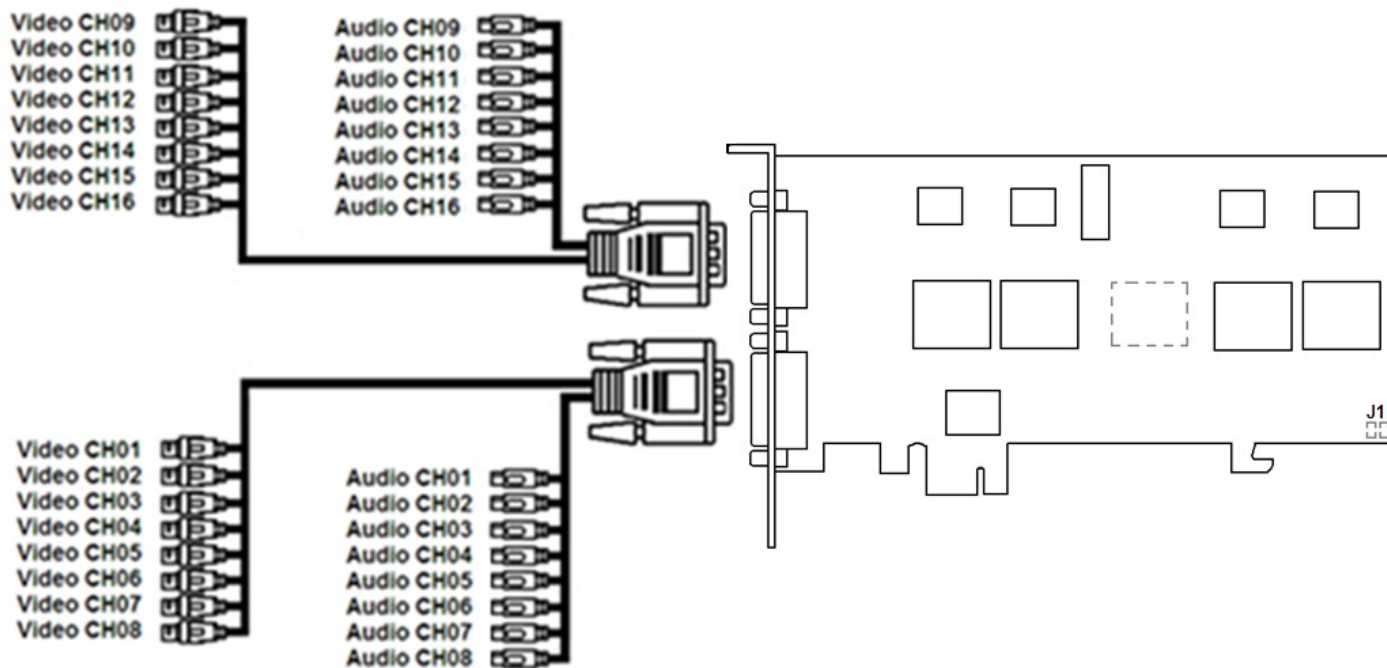 Video CH09
Video CH10
Video CH11
Video CH12
Video CH13
Video CH14
Video CH15
Video CH16
Audio CH09
Audio CH10
Audio CH11
Audio CH12
Audio CH13
Audio CH14
Audio CH15
Audio CH16
J1
Video CH01
Video CH02
Video CH03
Video CH04
Video CH05
Video CH06
Video CH07
Video CH08
Audio CH01
Audio CH02
Audio CH03
Audio CH04
Audio CH05
Audio CH06
Audio CH07
Audio CH08